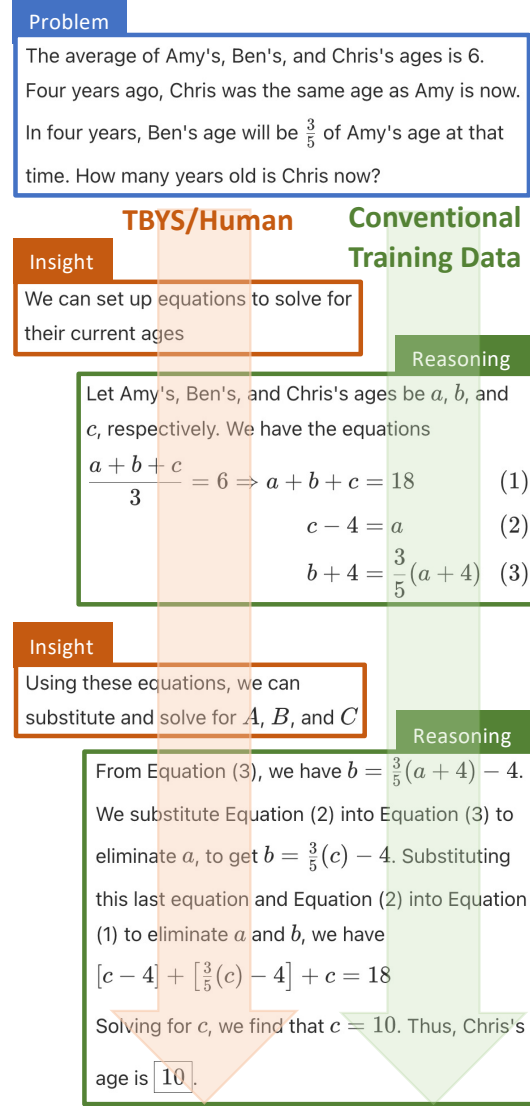 Problem
The average of Amy's, Ben's, and Chris's ages is 6.
Four years ago, Chris was the same age as Amy is now.
In four years, Ben's age will be 3/5 of Amy's age at that
time. How many years old is Chris now?
TBYS/Human
Conventional
Training Data
Insight
We can set up equations to solve for
their current ages
Reasoning
Let Amy's, Ben's, and Chris's ages be a, b, and
c, respectively. We have the equations
(a + b + c)/3 = 6 ⇒ a + b + c = 18 (1)
c − 4 = a (2)
b + 4 = 3/5 (a + 4) (3)
Insight
Using these equations, we can
substitute and solve for A, B, and C
Reasoning
From Equation (3), we have b = 3/5 (a + 4) − 4.
We substitute Equation (2) into Equation (3) to
eliminate a, to get b = 3/5 (c) − 4. Substituting
this last equation and Equation (2) into Equation
(1) to eliminate a and b, we have
[c − 4] + [3/5 (c) − 4] + c = 18
Solving for c, we find that c = 10. Thus, Chris's
age is 10.